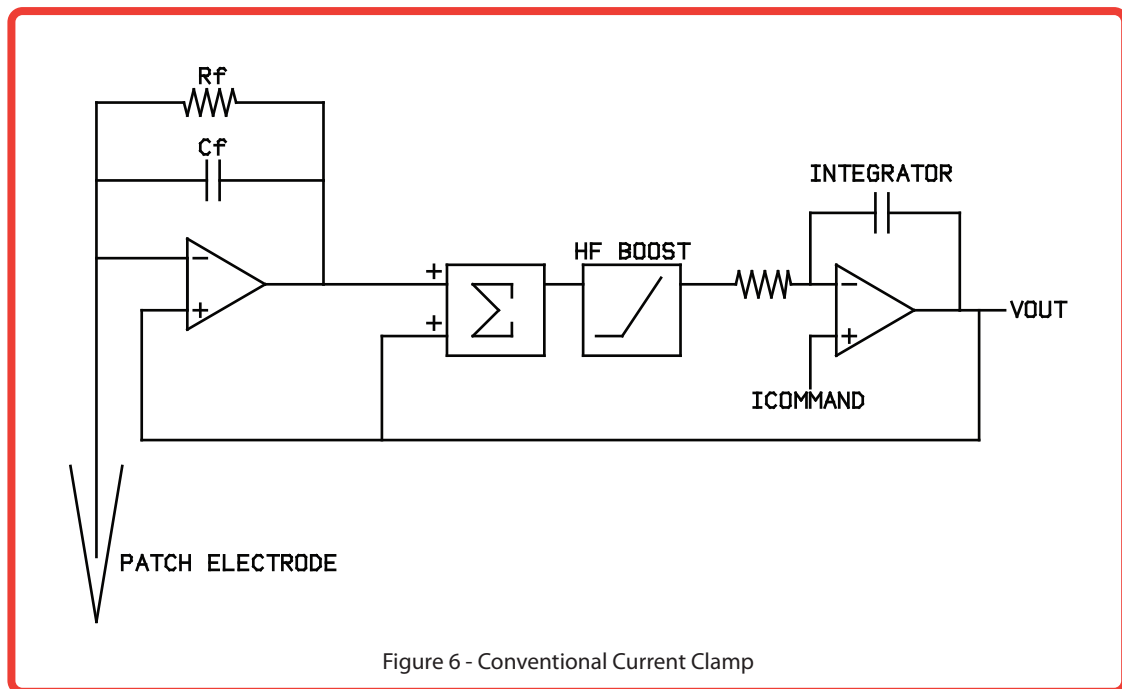 Rf
Cf
INTEGRATOR
HF BOOST
−
+
+
+
Σ
−
+
VOUT
ICOMMAND
PATCH ELECTRODE
Figure 6 - Conventional Current Clamp